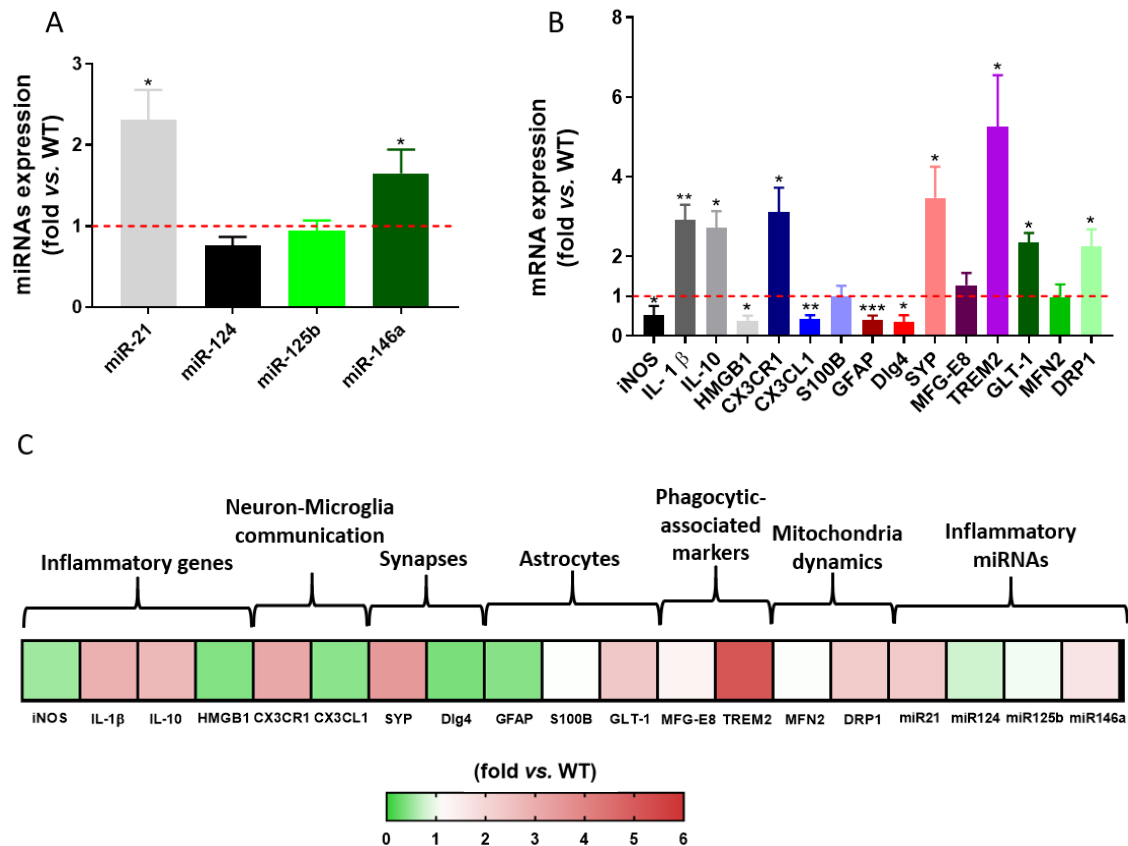 A
miRNAs expression
(fold vs. WT)
3
2
1
0
*
*
miR-21
miR-124
miR-125b
miR-146a
B
mRNA expression
(fold vs. WT)
8
6
4
2
1
0
*
**
*
*
*
**
***
*
*
*
*
*
iNOS
IL- 1 β
IL-10
HMGB1
CX3CR1
CX3CL1
S100B
GFAP
Dlg4
SYP
MFG-E8
TREM2
GLT-1
MFN2
DRP1
C
Inflammatory genes
Neuron-Microglia
communication
Synapses
Astrocytes
Phagocytic-
associated
markers
Mitochondria
dynamics
Inflammatory
miRNAs
iNOS IL-1β IL-10 HMGB1 CX3CR1 CX3CL1 SYP Dlg4 GFAP S100B GLT-1 MFG-E8 TREM2 MFN2 DRP1 miR21 miR124 miR125b miR146a
(fold vs. WT)
0 1 2 3 4 5 6